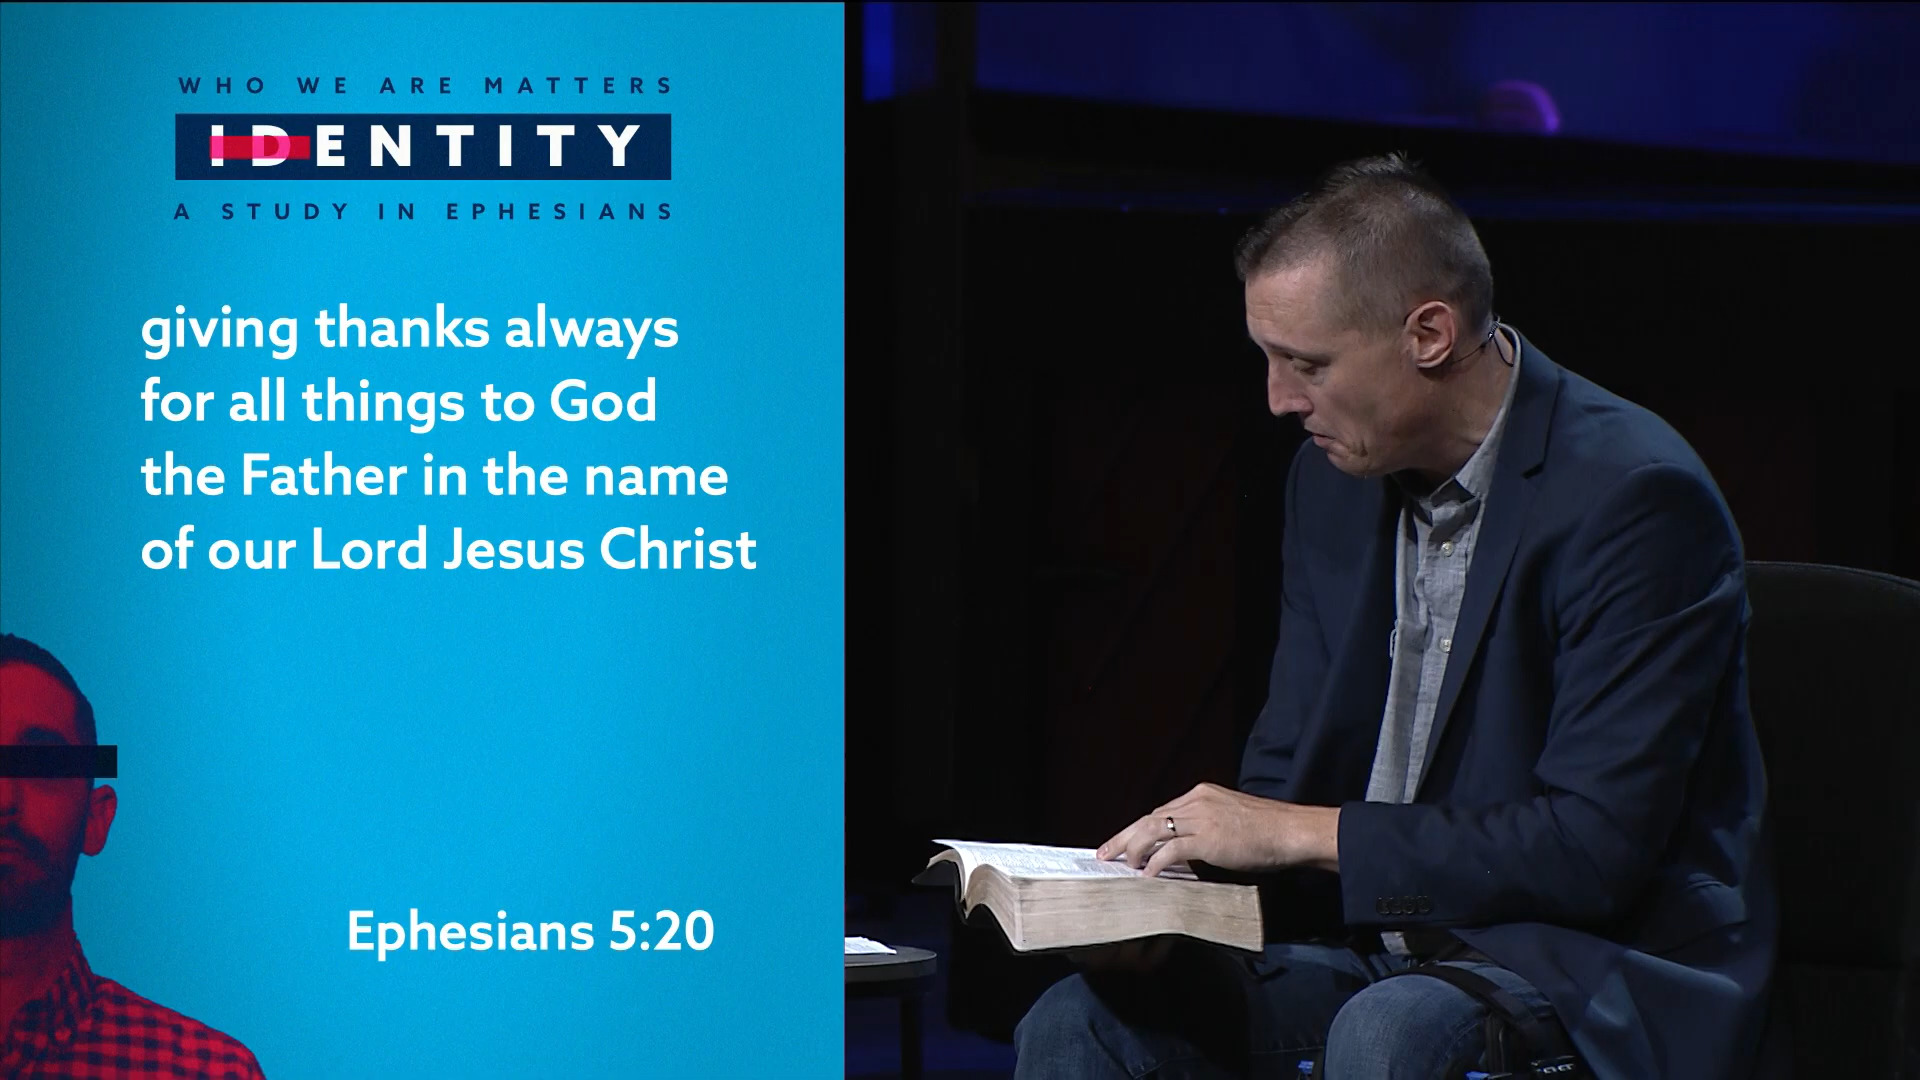 WHO WE ARE MATTERS
IDENTITY
A STUDY IN EPHESIANS
giving thanks always
for all things to God
the Father in the name
of our Lord Jesus Christ
Ephesians 5:20